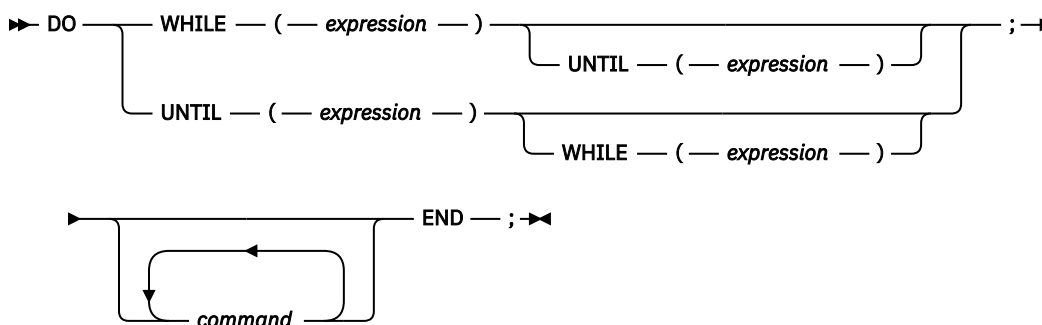 DO WHILE ( expression ) ;
UNTIL ( expression )
UNTIL ( expression )
WHILE ( expression )
END ;
command